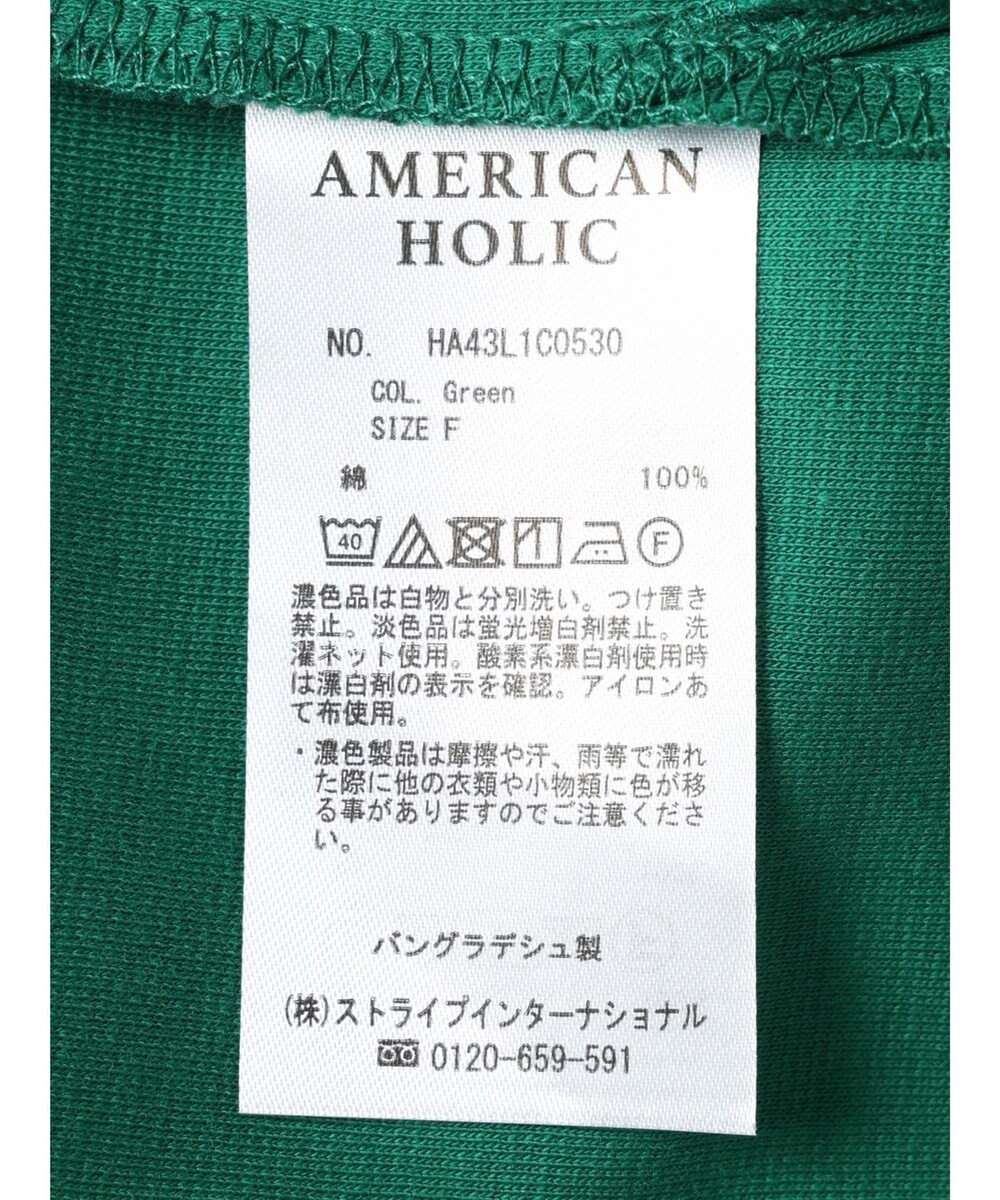 AMERICAN
HOLIC
NO. HA43L1C0530
COL. Green
SIZE F
綿 100%
40 F
濃色品は白物と分別洗い。つけ置き
禁止。淡色品は蛍光増白剤禁止。洗
濯ネット使用。酸素系漂白剤使用時
は漂白剤の表示を確認。アイロンあ
て布使用。
・濃色製品は摩擦や汗、雨等で濡れ
た際に他の衣類や小物類に色が移
る事がありますのでご注意くださ
い。
バングラデシュ製
(株)ストライプインターナショナル
0120-659-591